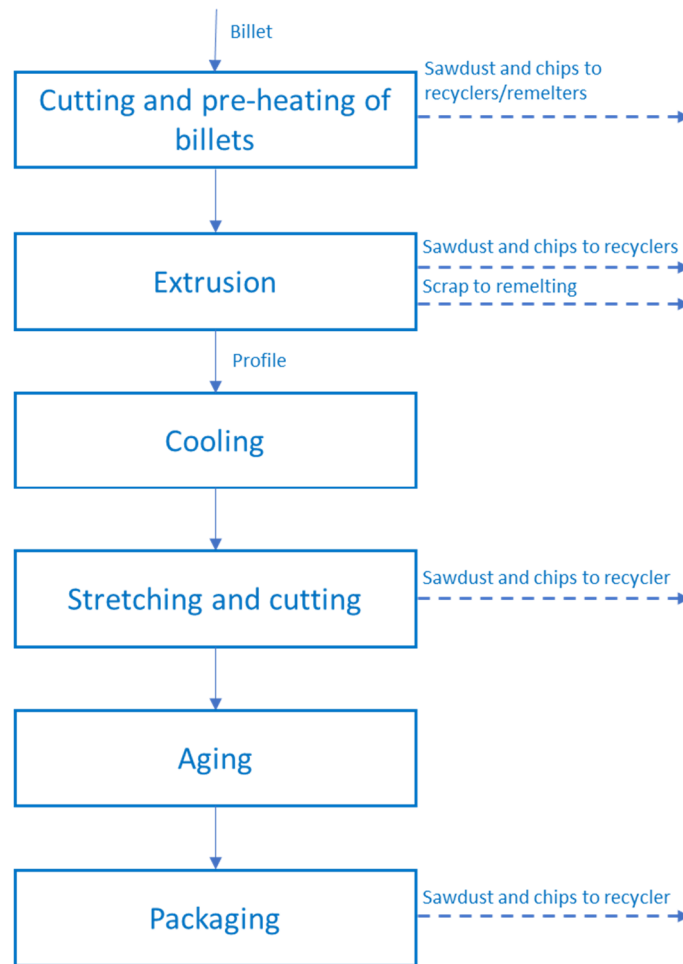 Billet
Cutting and pre-heating of
billets
Sawdust and chips to
recyclers/remelters
Extrusion
Sawdust and chips to recyclers
Scrap to remelting
Profile
Cooling
Stretching and cutting
Sawdust and chips to recycler
Aging
Packaging
Sawdust and chips to recycler